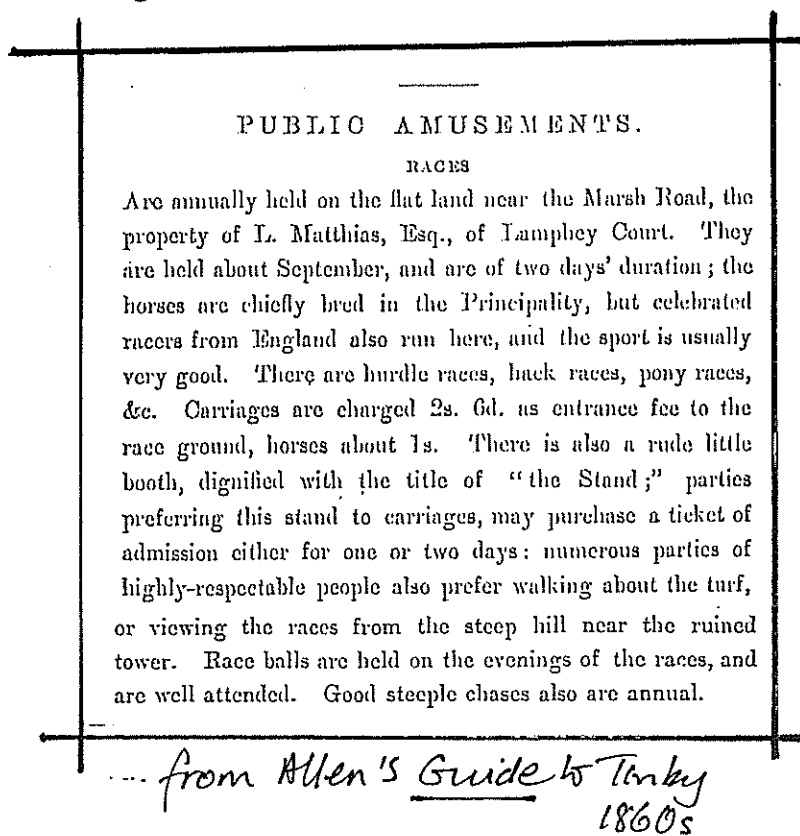 PUBLIC AMUSEMENTS.
RACES
Are annually held on the flat land near the Marsh Road, the
property of L. Matthias, Esq., of Lamphey Court. They
are held about September, and are of two days' duration; the
horses are chiefly bred in the Principality, but celebrated
racers from England also run here, and the sport is usually
very good. There are hurdle races, hack races, pony races,
&c. Carriages are charged 2s. 6d. as entrance fee to the
race ground, horses about 1s. There is also a rude little
booth, dignified with the title of "the Stand;" parties
preferring this stand to carriages, may purchase a ticket of
admission either for one or two days: numerous parties of
highly-respectable people also prefer walking about the turf,
or viewing the races from the steep hill near the ruined
tower. Race balls are held on the evenings of the races, and
are well attended. Good steeple chases also are annual.
.... from Allen's Guide to Tenby
1860s